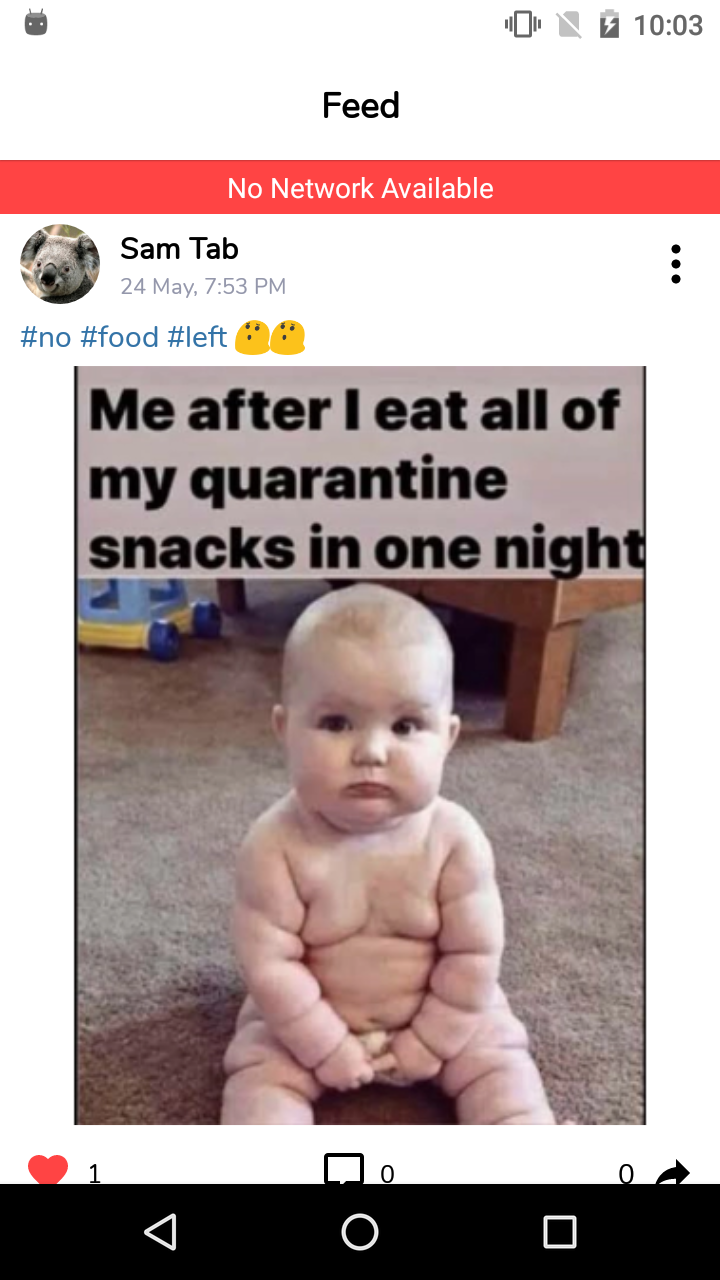 10:03
Feed
No Network Available
Sam Tab
24 May, 7:53 PM
#no #food #left 🤔🤔
Me after I eat all of
my quarantine
snacks in one night
1
0
0